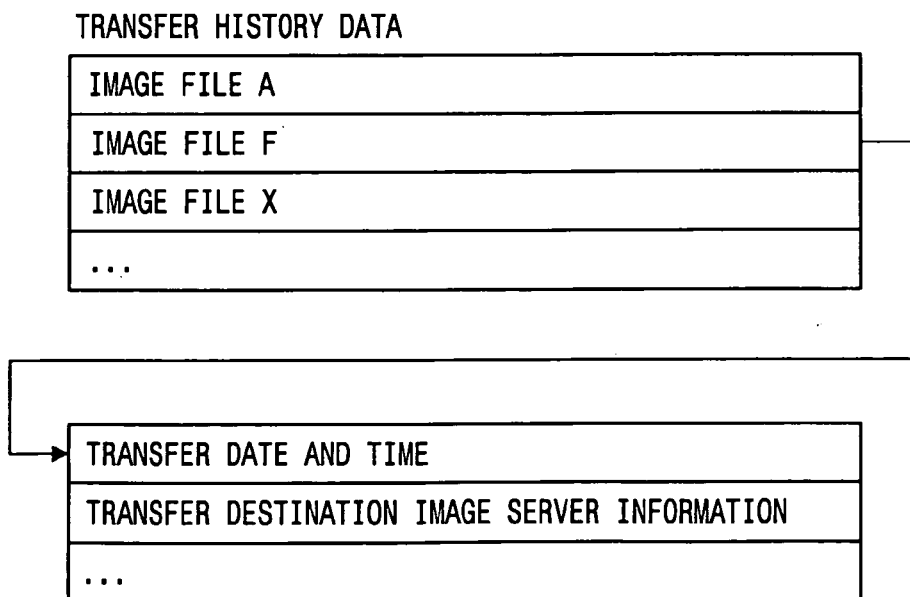 TRANSFER HISTORY DATA
IMAGE FILE A
IMAGE FILE F
IMAGE FILE X
...
TRANSFER DATE AND TIME
TRANSFER DESTINATION IMAGE SERVER INFORMATION
...